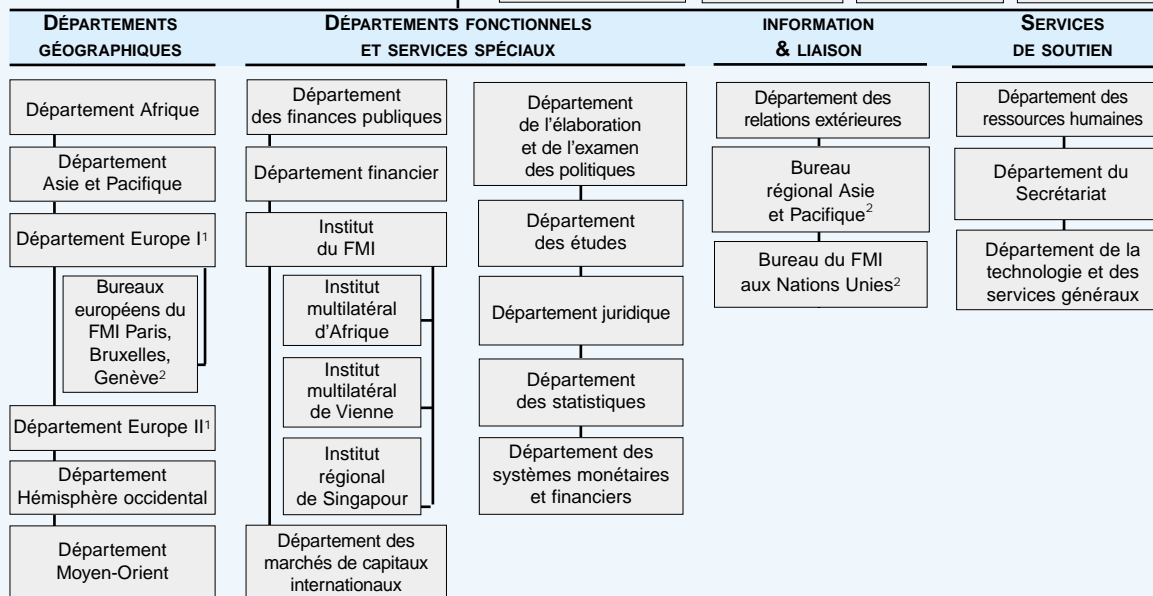 DÉPARTEMENTS
GÉOGRAPHIQUES
Département Afrique
Département
Asie et Pacifique
Département Europe I¹
Bureaux
européens du
FMI Paris,
Bruxelles,
Genève²
Département Europe II¹
Département
Hémisphère occidental
Département
Moyen-Orient
DÉPARTEMENTS FONCTIONNELS
ET SERVICES SPÉCIAUX
Département
des finances publiques
Département financier
Institut
du FMI
Institut
multilatéral
d'Afrique
Institut
multilatéral
de Vienne
Institut
régional
de Singapour
Département des
marchés de capitaux
internationaux
Département
de l'élaboration
et de l'examen
des politiques
Département
des études
Département juridique
Département
des statistiques
Département des
systèmes monétaires
et financiers
INFORMATION
& LIAISON
Département des
relations extérieures
Bureau
régional Asie
et Pacifique²
Bureau du FMI
aux Nations Unies²
SERVICES
DE SOUTIEN
Département des
ressources humaines
Département du
Secrétariat
Département de la
technologie et des
services généraux